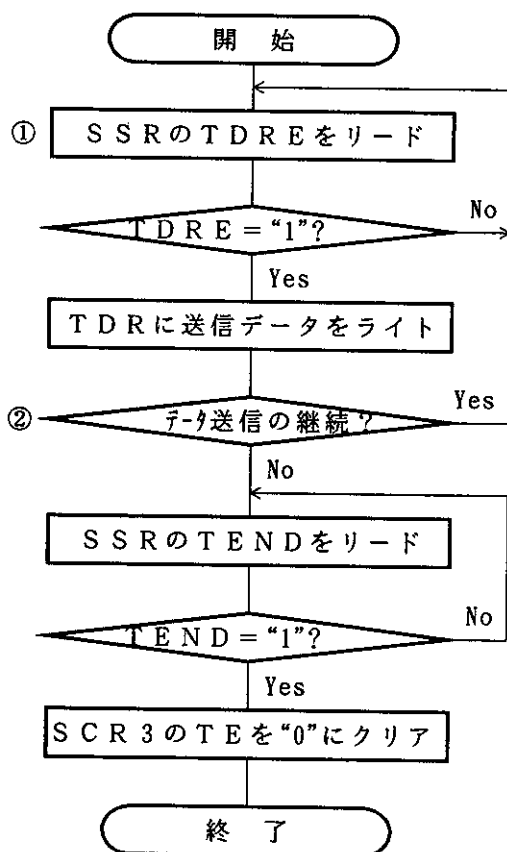 開 始
① SSRのTDREをリード
TDRE=“1”?
No
Yes
TDRに送信データをライト
② データ送信の継続?
Yes
No
SSRのTENDをリード
TEND=“1”?
No
Yes
SCR3のTEを“0”にクリア
終 了